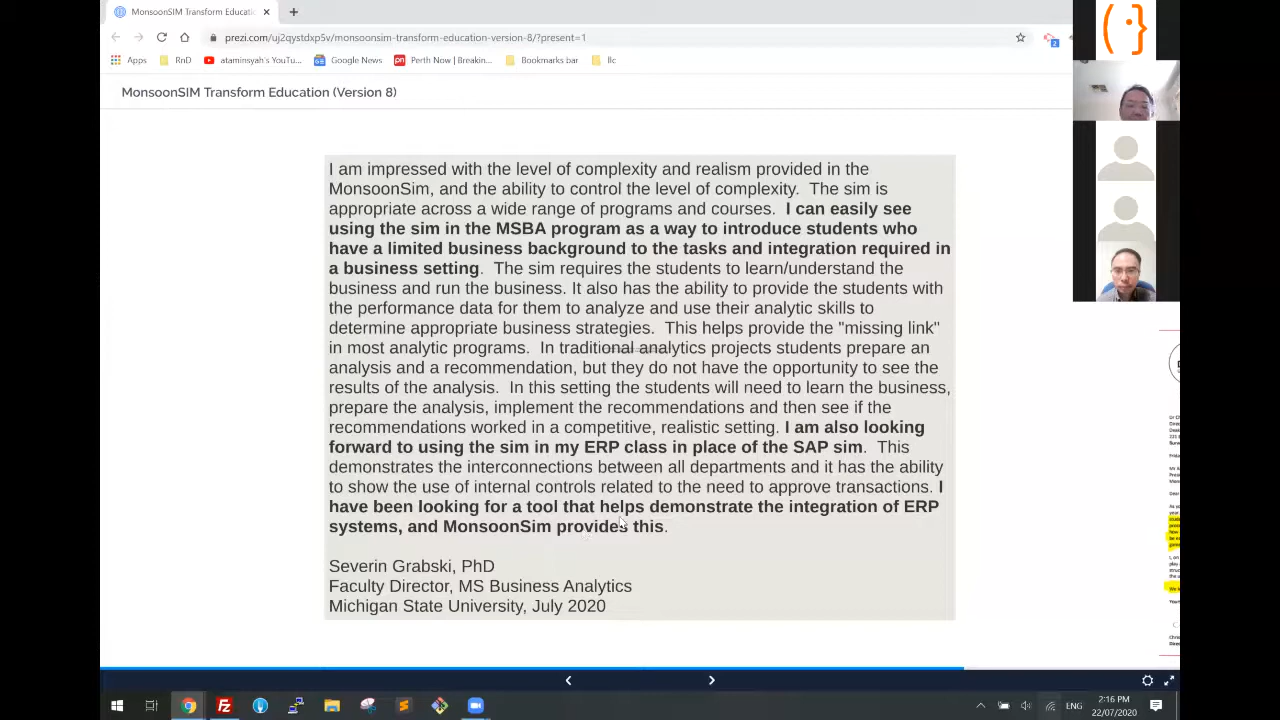 MonsoonSIM Transform Education
prezi.com/uj2qystdxp5v/monsoonsim-transform-education-version-8/?present=1
2
Apps
RnD
ataminsyah's YouTu...
Google News
Perth Now | Breakin...
Bookmarks bar
llc
MonsoonSIM Transform Education (Version 8)
I am impressed with the level of complexity and realism provided in the
MonsoonSim, and the ability to control the level of complexity. The sim is
appropriate across a wide range of programs and courses. I can easily see
using the sim in the MSBA program as a way to introduce students who
have a limited business background to the tasks and integration required in
a business setting. The sim requires the students to learn/understand the
business and run the business. It also has the ability to provide the students with
the performance data for them to analyze and use their analytic skills to
determine appropriate business strategies. This helps provide the "missing link"
in most analytic programs. In traditional analytics projects students prepare an
analysis and a recommendation, but they do not have the opportunity to see the
results of the analysis. In this setting the students will need to learn the business,
prepare the analysis, implement the recommendations and then see if the
recommendations worked in a competitive, realistic setting. I am also looking
forward to using the sim in my ERP class in place of the SAP sim. This
demonstrates the interconnections between all departments and it has the ability
to show the use of internal controls related to the need to approve transactions. I
have been looking for a tool that helps demonstrate the integration of ERP
systems, and MonsoonSim provides this.
Severin Grabski, PhD
Faculty Director, MS Business Analytics
Michigan State University, July 2020
ENG
2:16 PM
22/07/2020